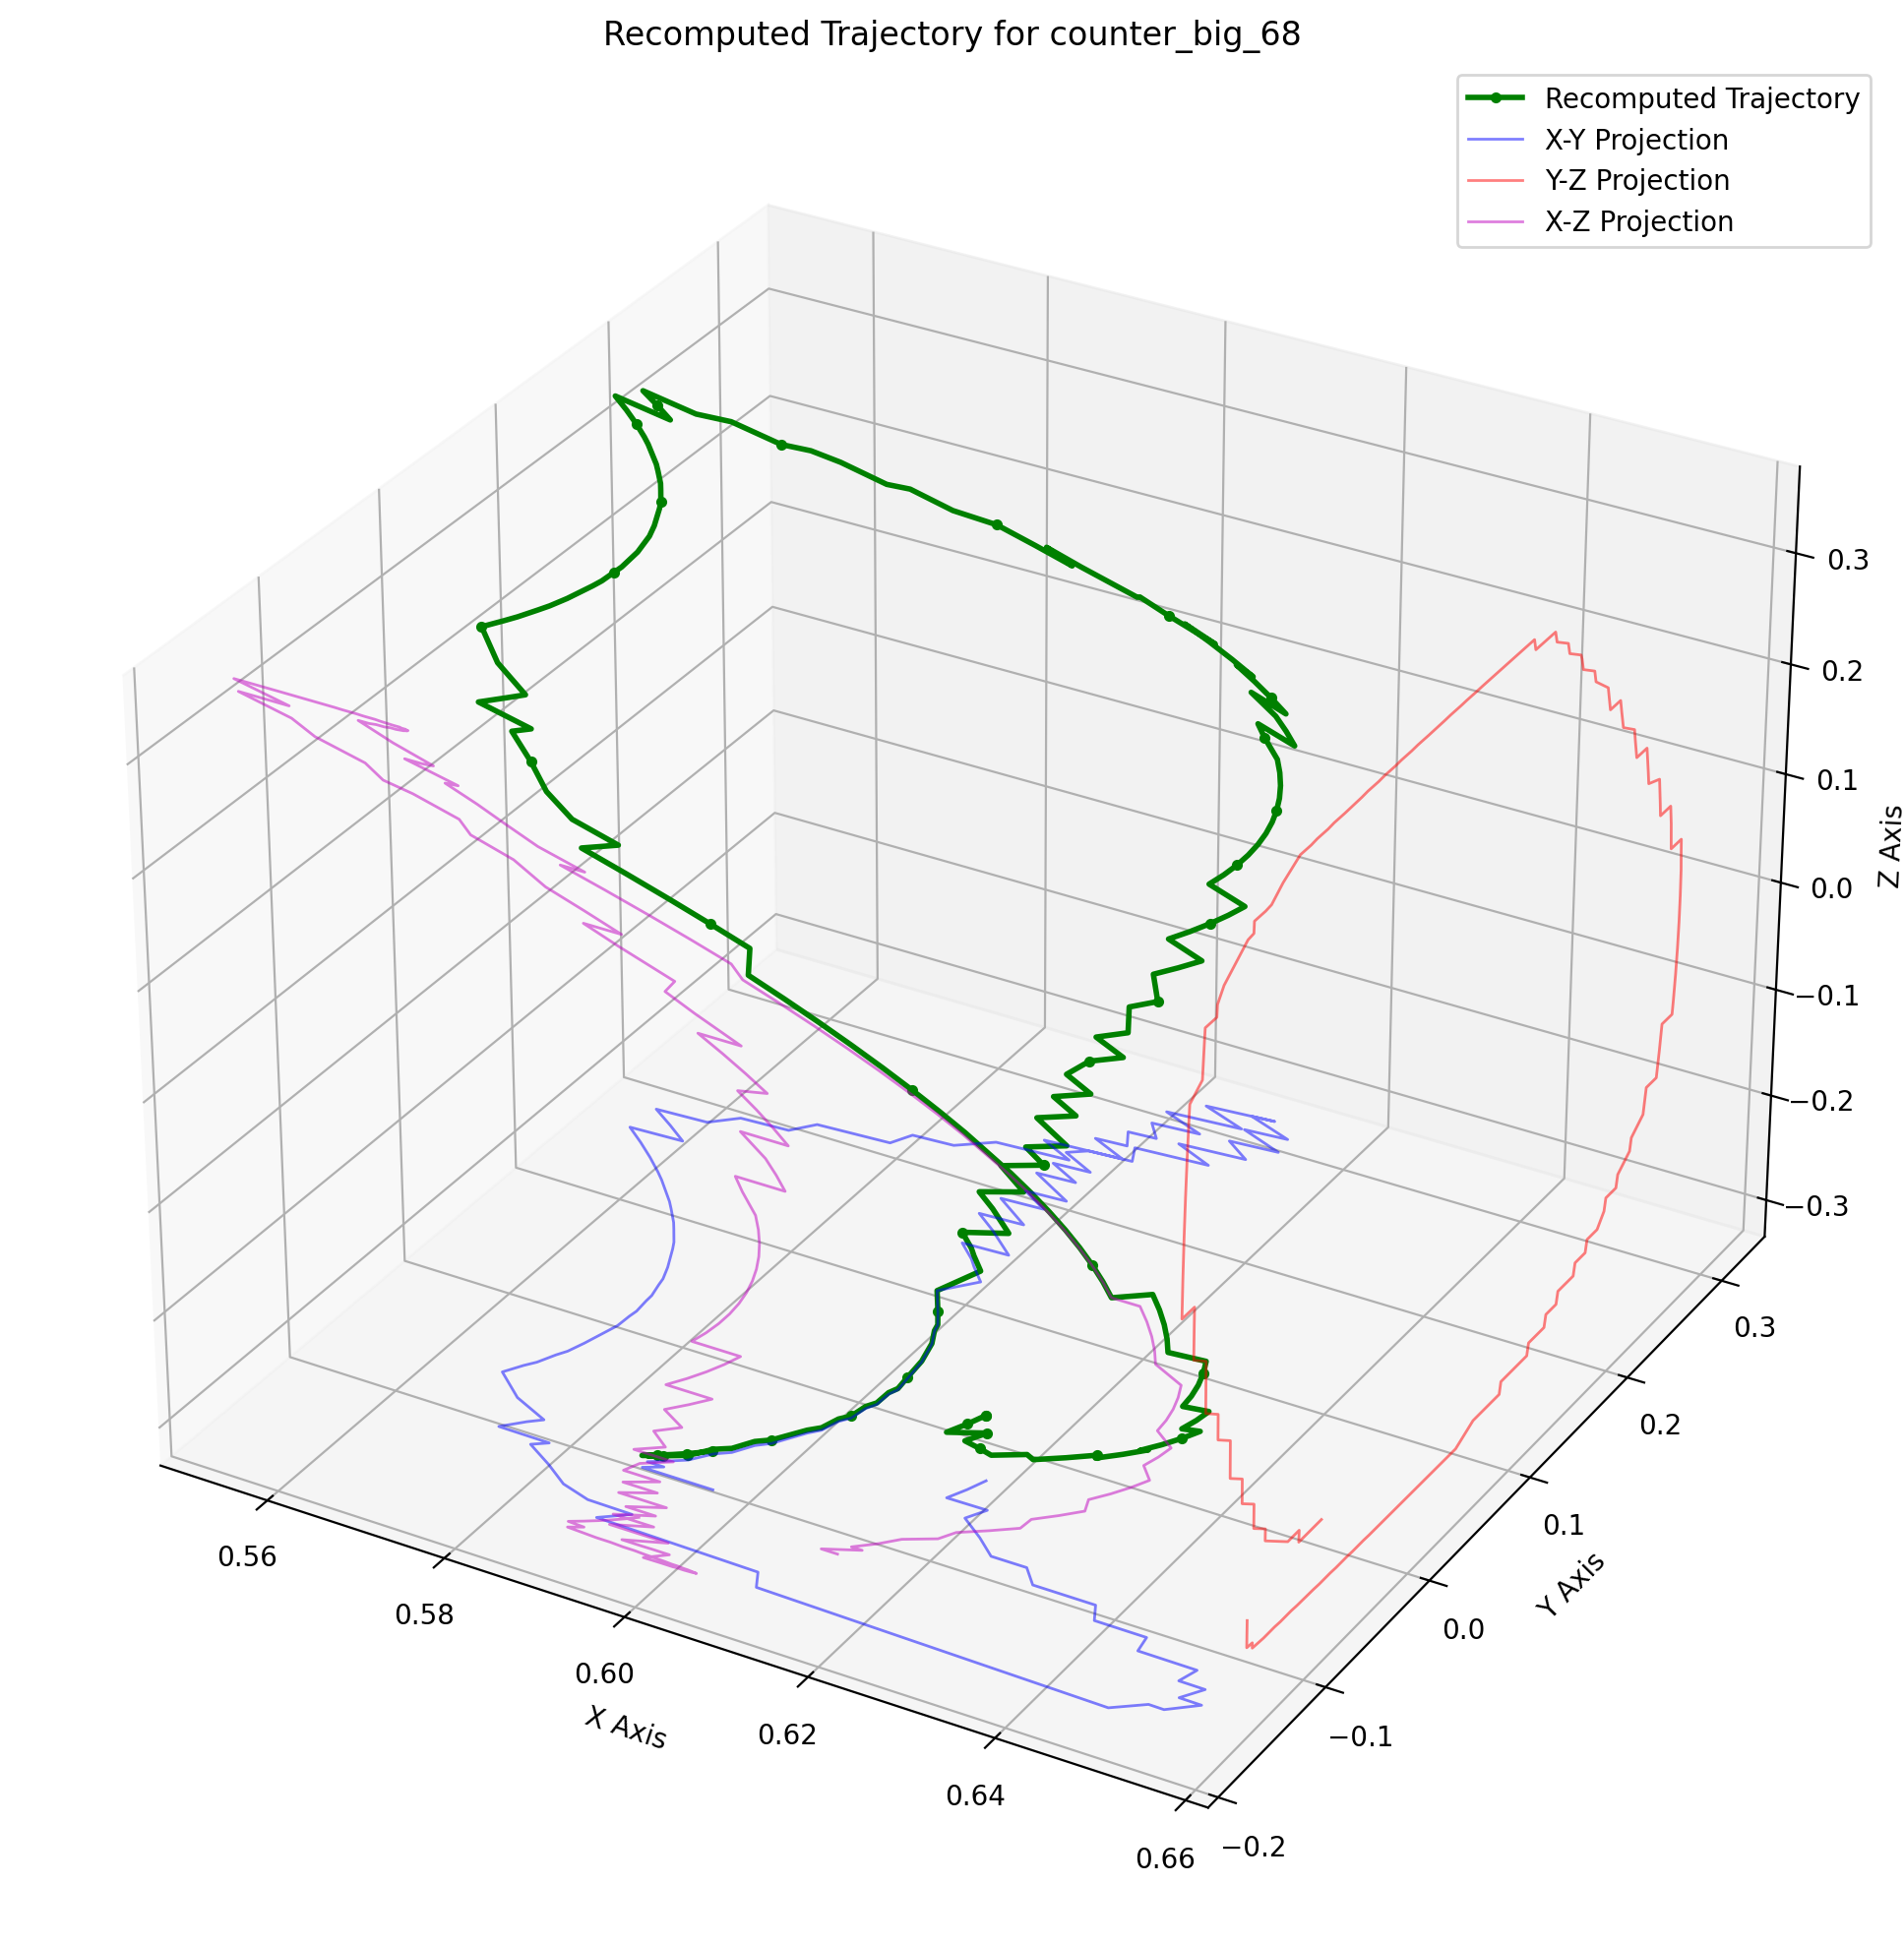 Recomputed Trajectory for counter_big_68
Recomputed Trajectory
X-Y Projection
Y-Z Projection
X-Z Projection
0.3
0.2
0.1
0.0
−0.1
−0.2
−0.3
Z Axis
0.3
0.2
0.1
0.0
−0.1
−0.2
Y Axis
0.56
0.58
0.60
0.62
0.64
0.66
X Axis